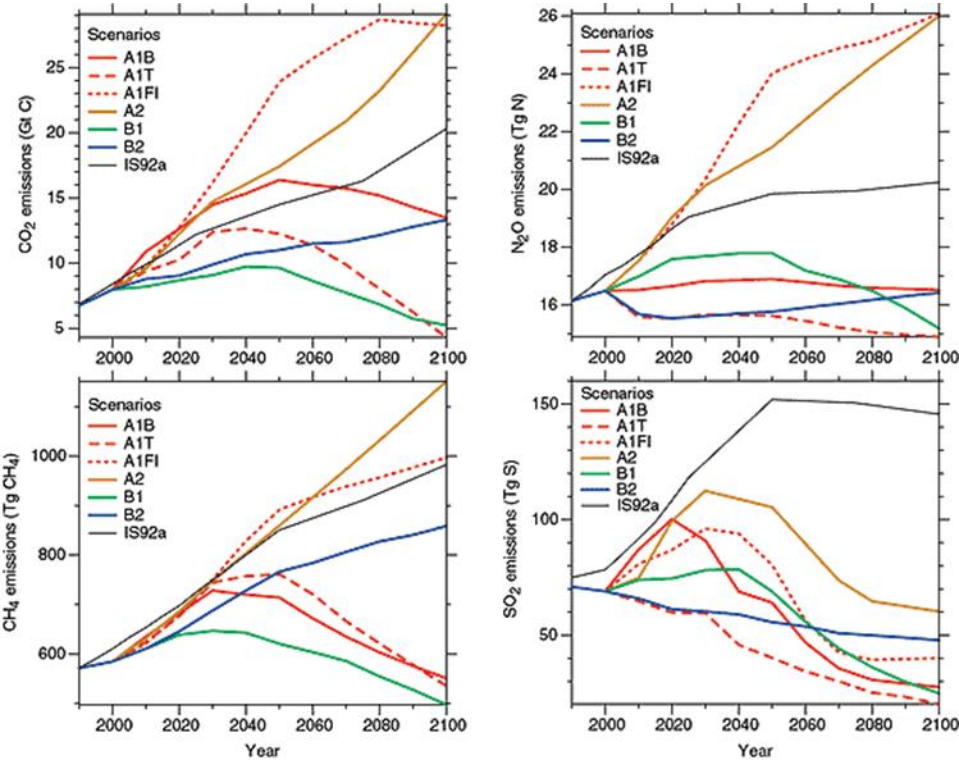 Scenarios
A1B
A1T
A1FI
A2
B1
B2
IS92a
CO₂ emissions (Gt C)
25
20
15
10
5
2000 2020 2040 2060 2080 2100
Scenarios
A1B
A1T
A1FI
A2
B1
B2
IS92a
N₂O emissions (Tg N)
26
24
22
20
18
16
2000 2020 2040 2060 2080 2100
Scenarios
A1B
A1T
A1FI
A2
B1
B2
IS92a
CH₄ emissions (Tg CH₄)
1000
800
600
2000 2020 2040 2060 2080 2100
Year
Scenarios
A1B
A1T
A1FI
A2
B1
B2
IS92a
SO₂ emissions (Tg S)
150
100
50
2000 2020 2040 2060 2080 2100
Year